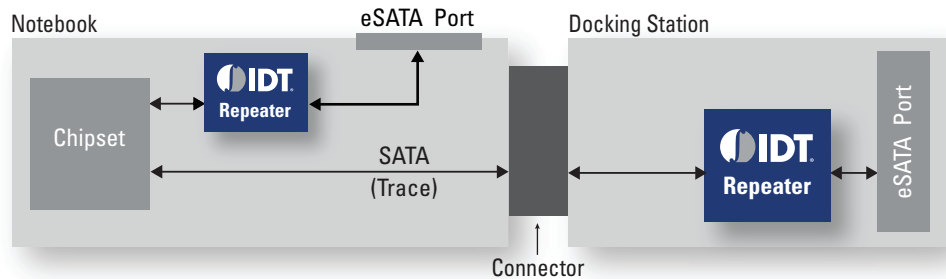 Notebook
eSATA Port
Docking Station
IDT.
Repeater
Chipset
SATA
(Trace)
IDT.
Repeater
eSATA Port
Connector